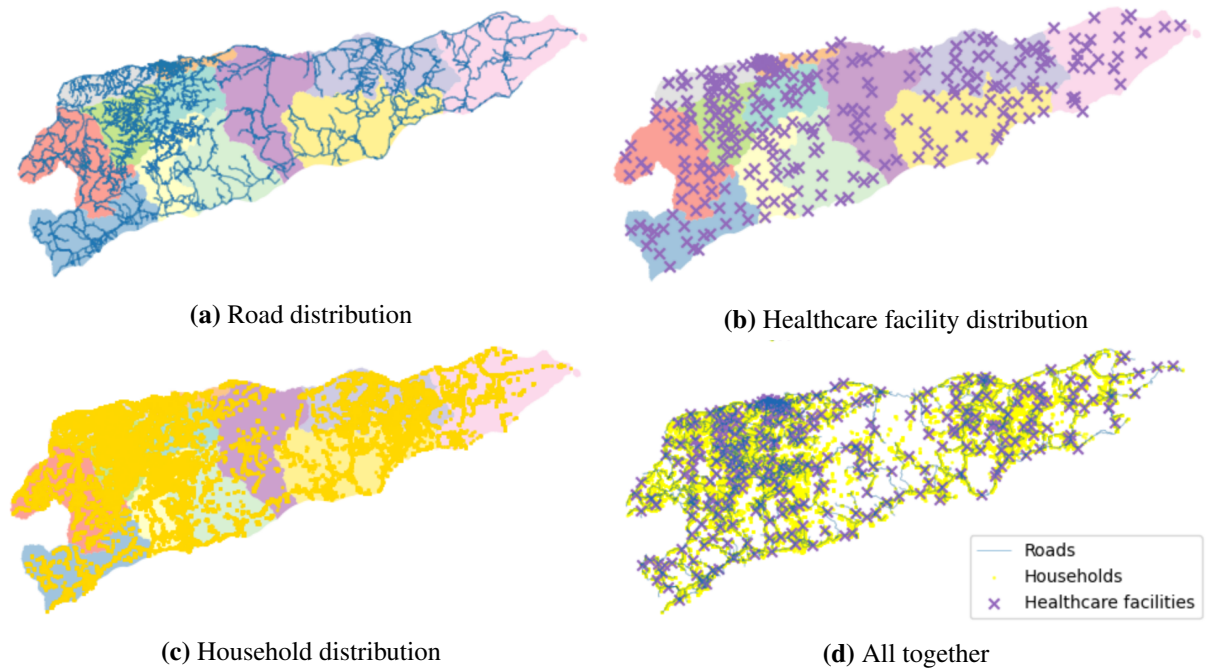 (a) Road distribution
(b) Healthcare facility distribution
Roads
Households
Healthcare facilities
(c) Household distribution
(d) All together